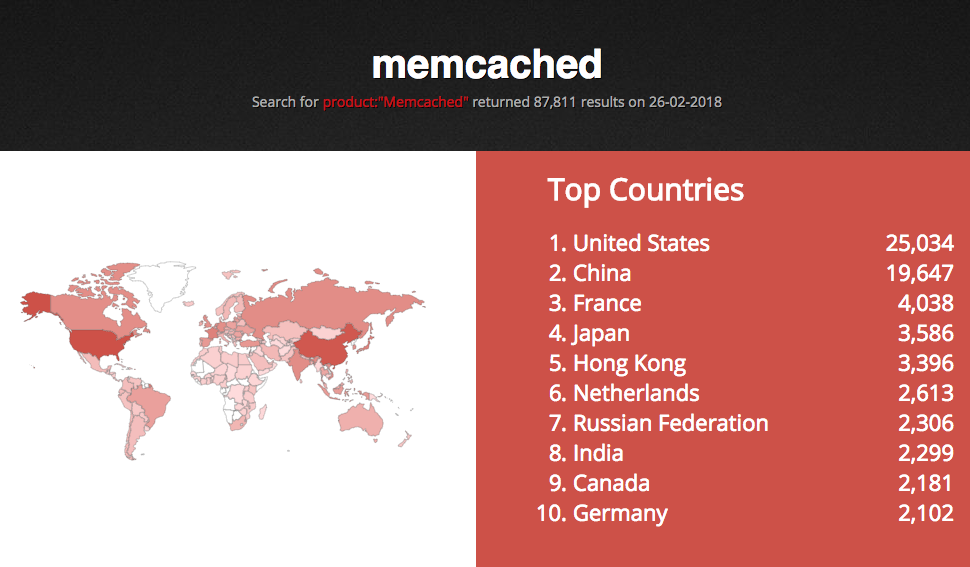 memcached
Search for product:"Memcached" returned 87,811 results on 26-02-2018
Top Countries
1. United States 25,034
2. China 19,647
3. France 4,038
4. Japan 3,586
5. Hong Kong 3,396
6. Netherlands 2,613
7. Russian Federation 2,306
8. India 2,299
9. Canada 2,181
10. Germany 2,102